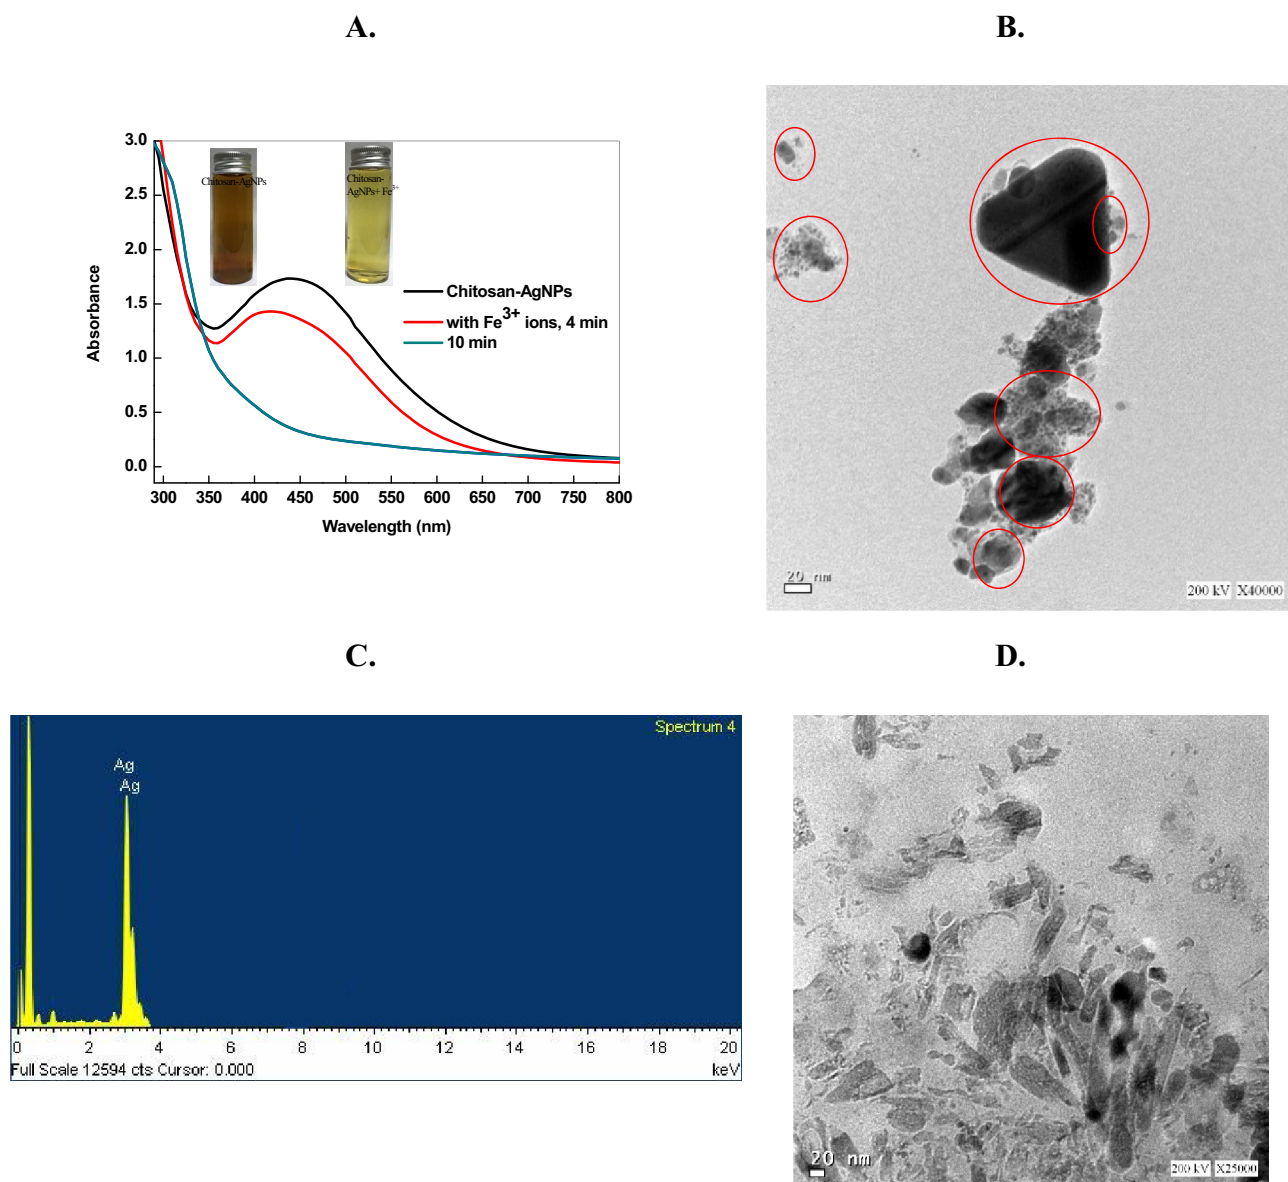 A.
B.
3.0
2.5
2.0
1.5
1.0
0.5
0.0
Absorbance
Chitosan-AgNPs
Chitosan-
AgNPs+ Fe³⁺
Chitosan-AgNPs
with Fe³⁺ ions, 4 min
10 min
300 350 400 450 500 550 600 650 700 750 800
Wavelength (nm)
20 nm
200 kV X40000
C.
D.
Spectrum 4
Ag
Ag
0 2 4 6 8 10 12 14 16 18 20
Full Scale 12594 cts Cursor: 0.000 keV
20 nm
200 kV X25000